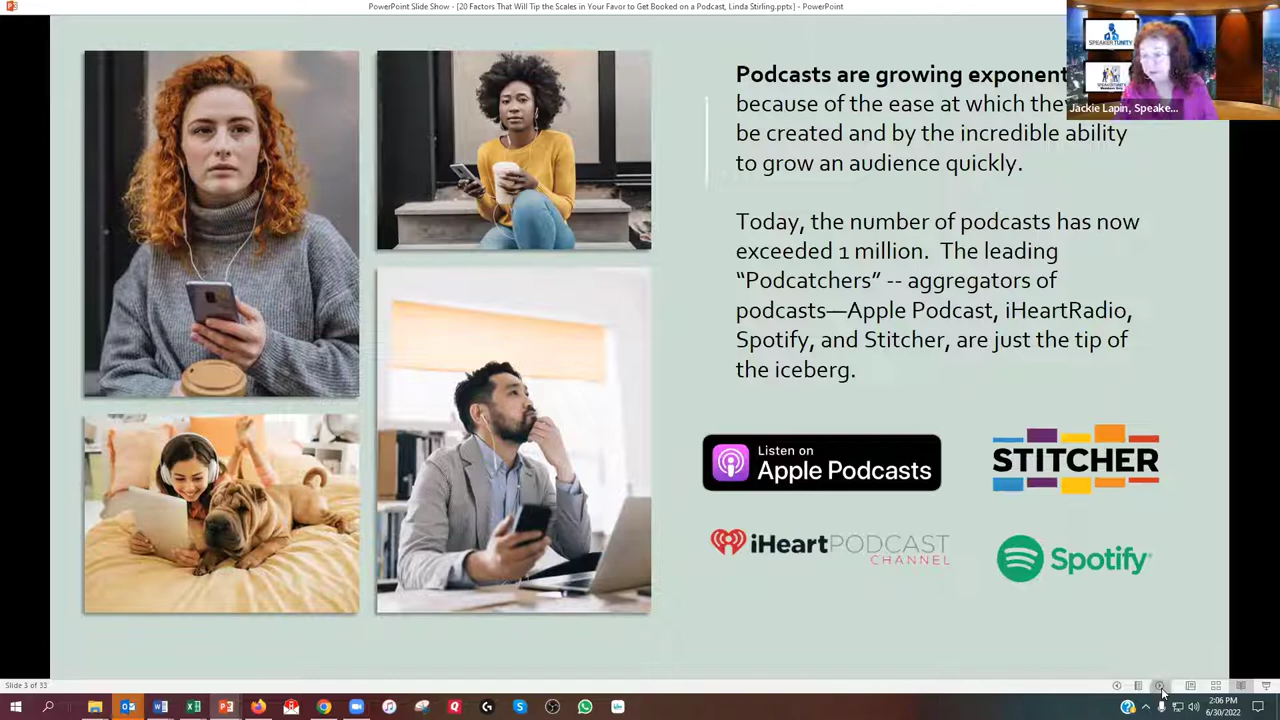 PowerPoint Slide Show - [20 Factors That Will Tip the Scales in Your Favor to Get Booked on a Podcast, Linda Stirling.pptx] - PowerPoint
SPEAKERTUNITY
SPEAKERTUNITY
Jackie Lapin, Speake...
Podcasts are growing
because of the ease at which
be created and by the incredible ability
to grow an audience quickly.
Today, the number of podcasts has now
exceeded 1 million. The leading
“Podcatchers” -- aggregators of
podcasts—Apple Podcast, iHeartRadio,
Spotify, and Stitcher, are just the tip of
the iceberg.
Listen on
Apple Podcasts
STITCHER
iHeartPODCAST
CHANNEL
Spotify
Slide 3 of 33
2:06 PM
6/30/2022